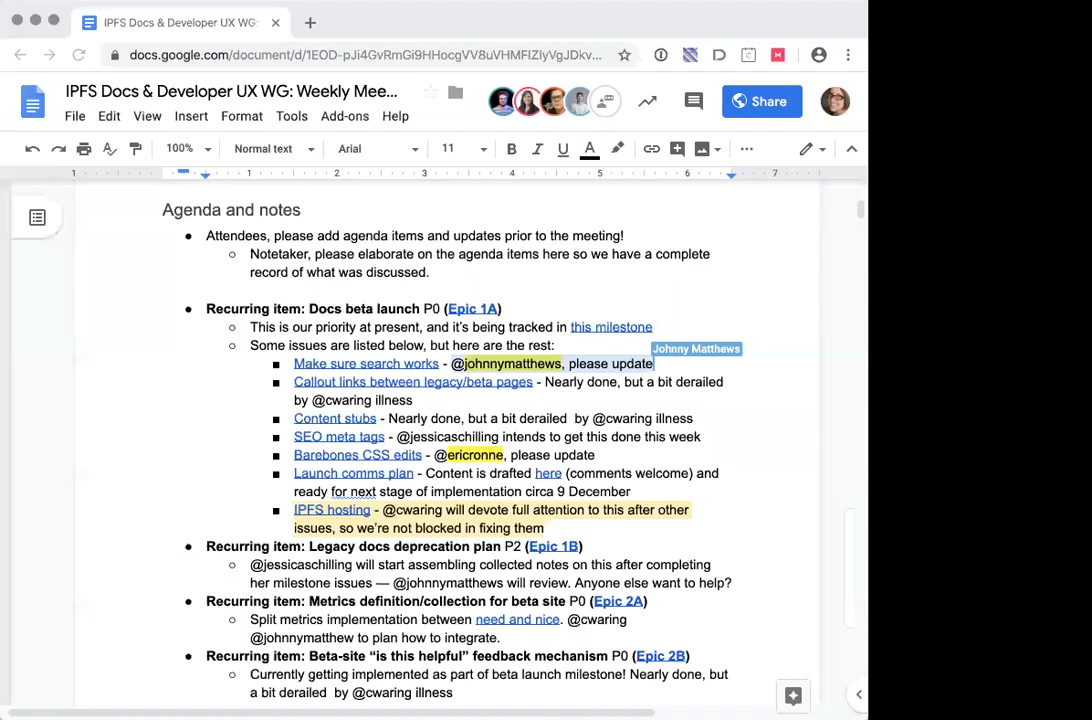 IPFS Docs & Developer UX WG:
docs.google.com/document/d/1EOD-pJi4GvRmGi9HHocgVV8uVHMFIZlyVgJDkv...
IPFS Docs & Developer UX WG: Weekly Mee...
Share
File Edit View Insert Format Tools Add-ons Help
100% Normal text Arial 11 B I U A
1 1 2 3 4 5 6 7
Agenda and notes
Attendees, please add agenda items and updates prior to the meeting!
Notetaker, please elaborate on the agenda items here so we have a complete
record of what was discussed.
Recurring item: Docs beta launch P0 (Epic 1A)
This is our priority at present, and it's being tracked in this milestone
Some issues are listed below, but here are the rest:
Johnny Matthews
Make sure search works - @johnnymatthews, please update
Callout links between legacy/beta pages - Nearly done, but a bit derailed
by @cwaring illness
Content stubs - Nearly done, but a bit derailed by @cwaring illness
SEO meta tags - @jessicaschilling intends to get this done this week
Barebones CSS edits - @ericronne, please update
Launch comms plan - Content is drafted here (comments welcome) and
ready for next stage of implementation circa 9 December
IPFS hosting - @cwaring will devote full attention to this after other
issues, so we're not blocked in fixing them
Recurring item: Legacy docs deprecation plan P2 (Epic 1B)
@jessicaschilling will start assembling collected notes on this after completing
her milestone issues — @johnnymatthews will review. Anyone else want to help?
Recurring item: Metrics definition/collection for beta site P0 (Epic 2A)
Split metrics implementation between need and nice. @cwaring
@johnnymatthew to plan how to integrate.
Recurring item: Beta-site “is this helpful” feedback mechanism P0 (Epic 2B)
Currently getting implemented as part of beta launch milestone! Nearly done, but
a bit derailed by @cwaring illness